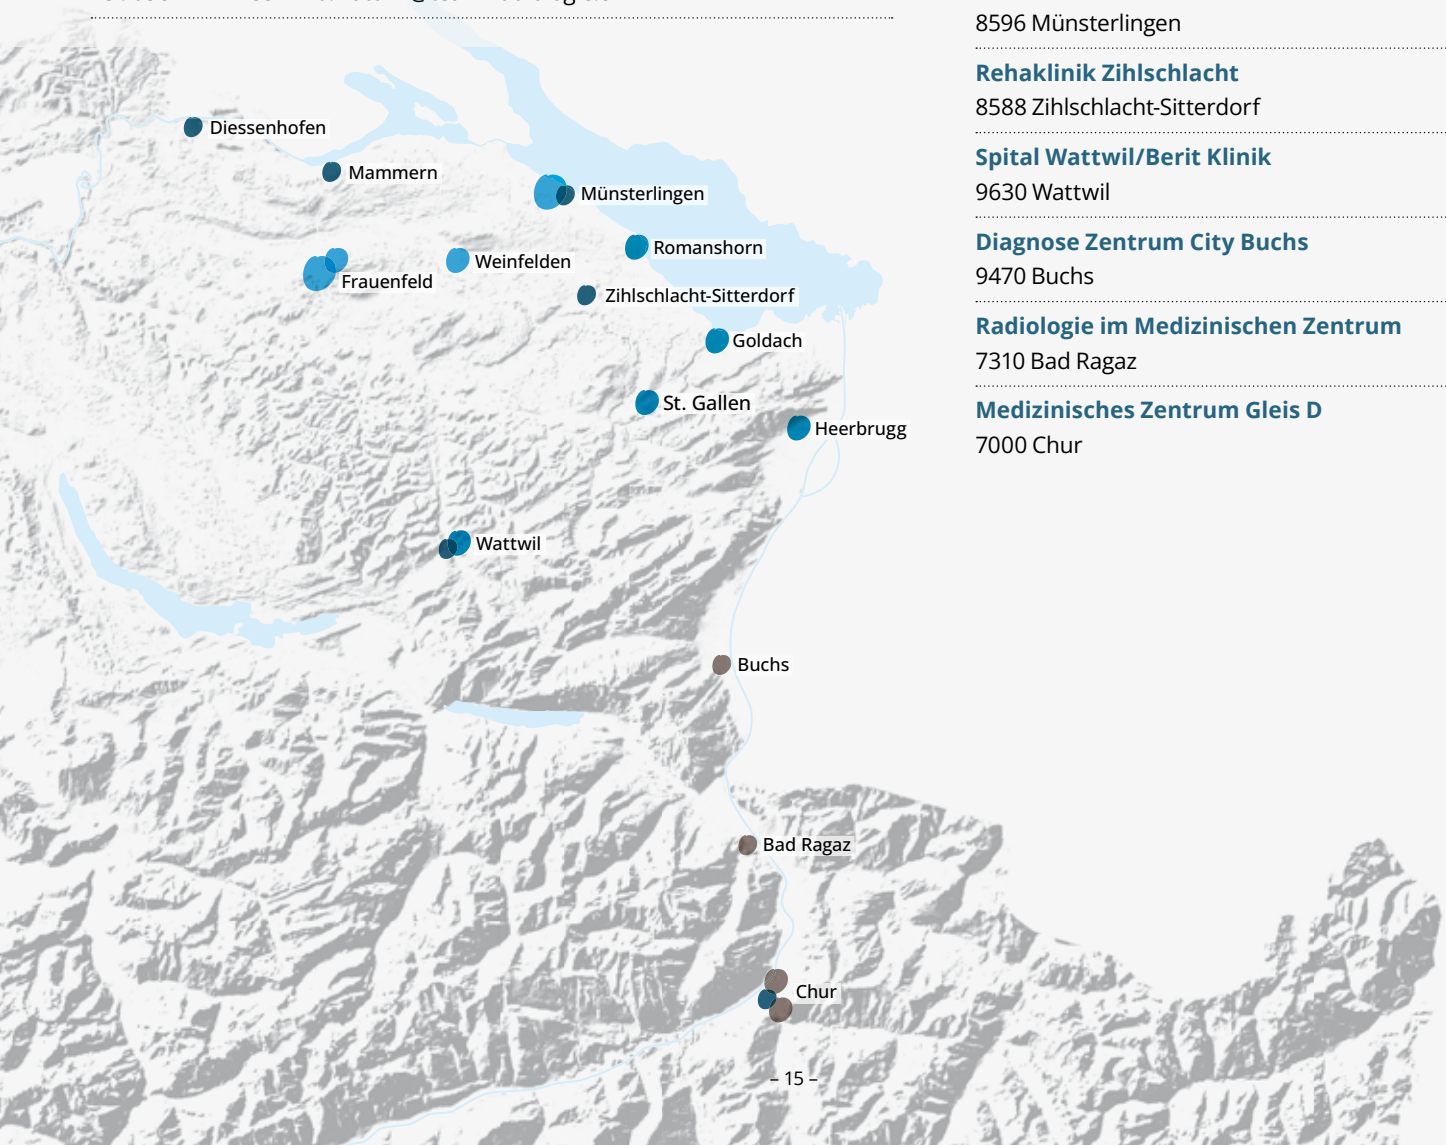 8596 Münsterlingen
Rehaklinik Zihlschlacht
8588 Zihlschlacht-Sitterdorf
Spital Wattwil/Berit Klinik
9630 Wattwil
Diagnose Zentrum City Buchs
9470 Buchs
Radiologie im Medizinischen Zentrum
7310 Bad Ragaz
Medizinisches Zentrum Gleis D
7000 Chur
Diessenhofen
Mammern
Münsterlingen
Romanshorn
Weinfelden
Frauenfeld
Zihlschlacht-Sitterdorf
Goldach
St. Gallen
Heerbrugg
Wattwil
Buchs
Bad Ragaz
Chur
– 15 –